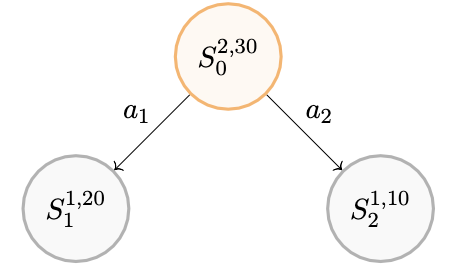 $S_0^{2,30}$
$a_1$ $a_2$
$S_1^{1,20}$ $S_2^{1,10}$